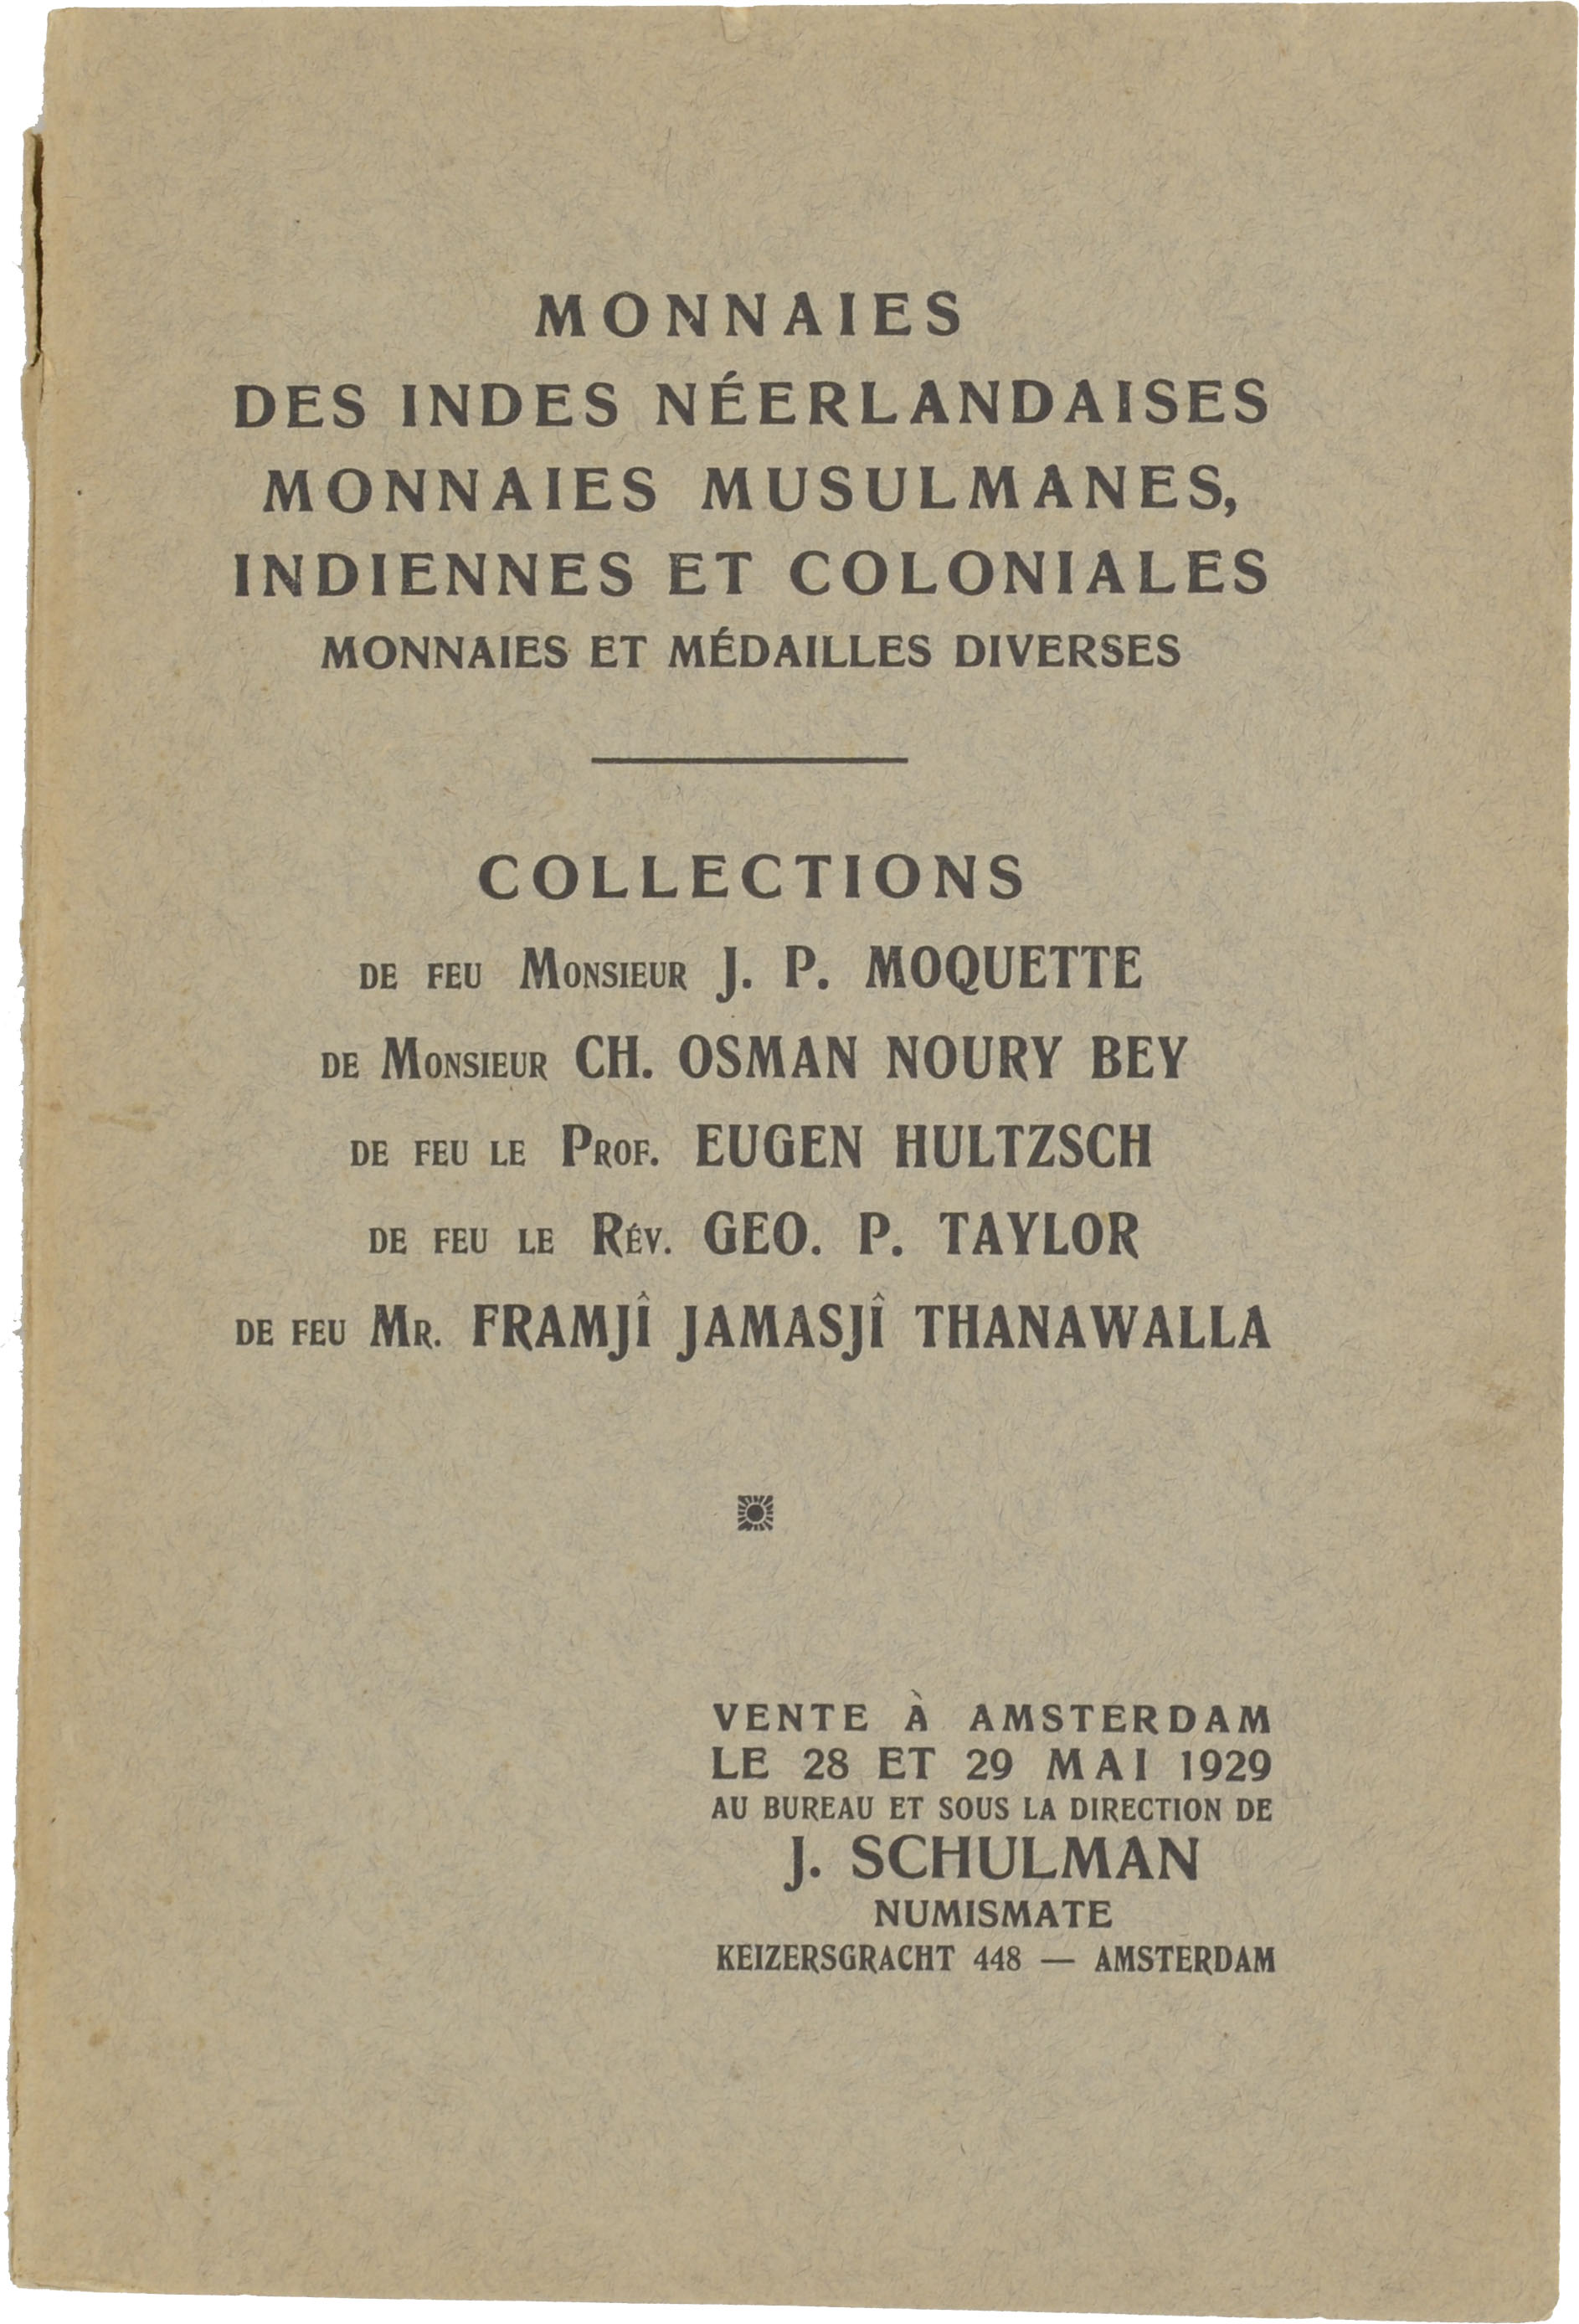 MONNAIES
DES INDES NÉERLANDAISES
MONNAIES MUSULMANES,
INDIENNES ET COLONIALES
MONNAIES ET MÉDAILLES DIVERSES
COLLECTIONS
DE FEU MONSIEUR J. P. MOQUETTE
DE MONSIEUR CH. OSMAN NOURY BEY
DE FEU LE PROF. EUGEN HULTZSCH
DE FEU LE RÉV. GEO. P. TAYLOR
DE FEU MR. FRAMJÎ JAMASJÎ THANAWALLA
VENTE À AMSTERDAM
LE 28 ET 29 MAI 1929
AU BUREAU ET SOUS LA DIRECTION DE
J. SCHULMAN
NUMISMATE
KEIZERSGRACHT 448 — AMSTERDAM